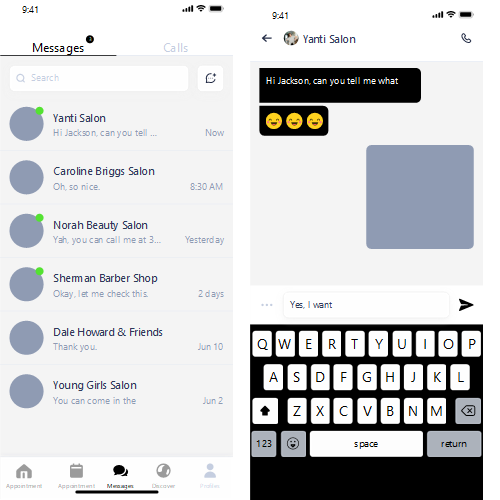 9:41
Messages
Calls
Search
Yanti Salon
Hi Jackson, can you tell ...
Now
Caroline Briggs Salon
Oh, so nice.
8:30 AM
Norah Beauty Salon
Yah, you can call me at 3...
Yesterday
Sherman Barber Shop
Okay, let me check this.
2 days
Dale Howard & Friends
Thank you.
Jun 10
Young Girls Salon
You can come in the
Jun 2
Appointment
Appointment
Messages
Discover
9:41
Yanti Salon
Hi Jackson, can you tell me what
Yes, I want
Q W E R T Y U I O P
A S D F G H J K L
Z X C V B N M
123
space
return